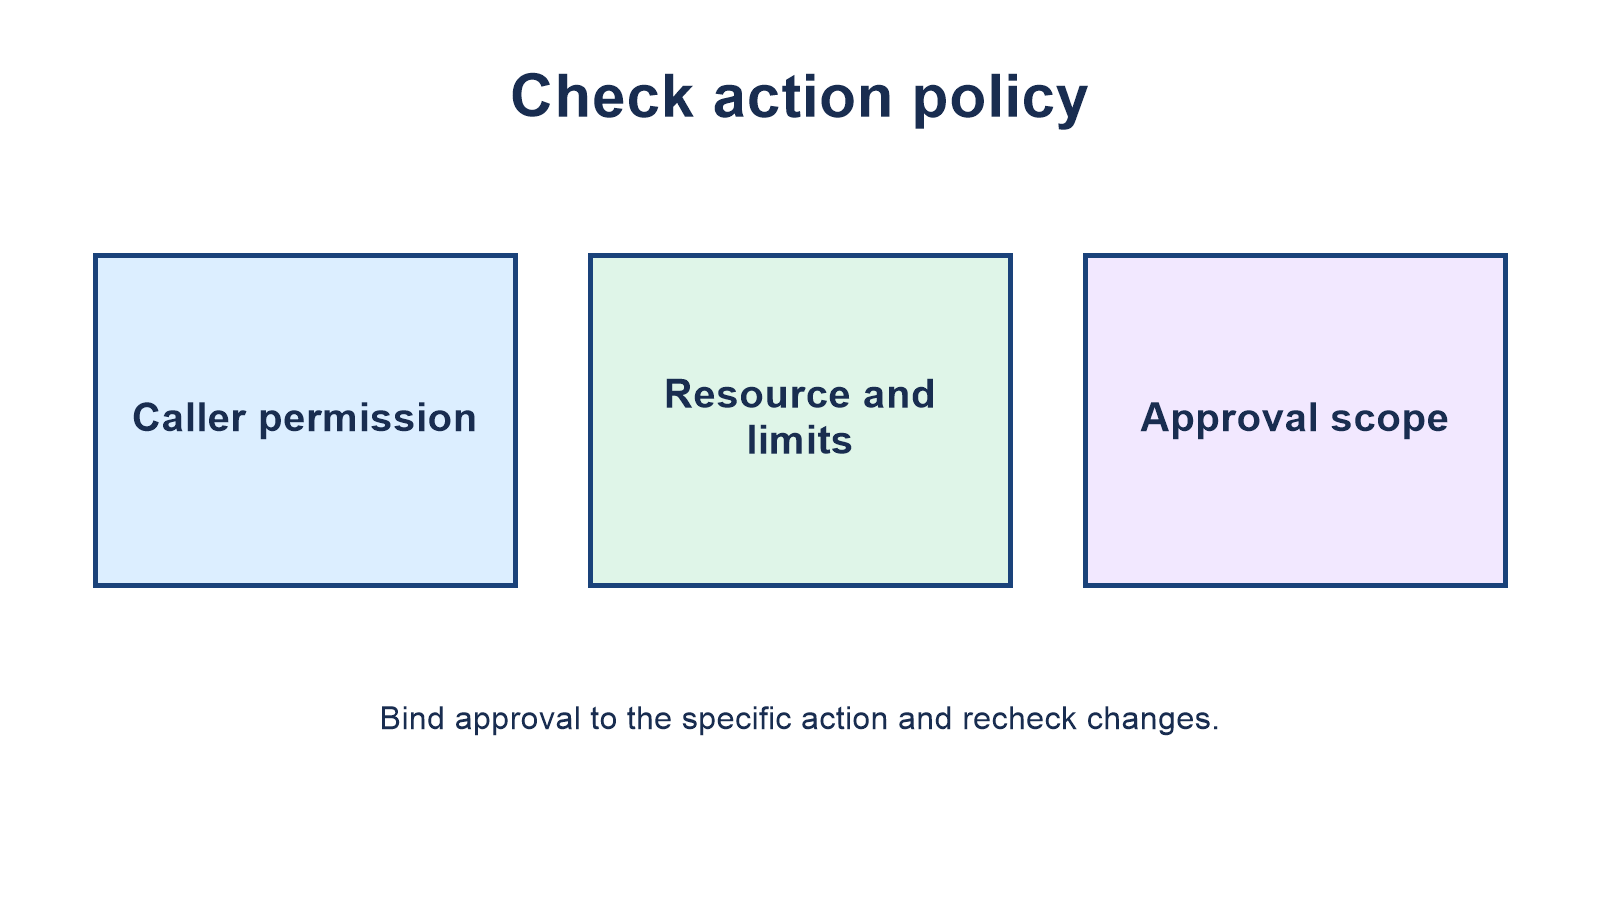 Check action policy
Caller permission
Resource and
limits
Approval scope
Bind approval to the specific action and recheck changes.